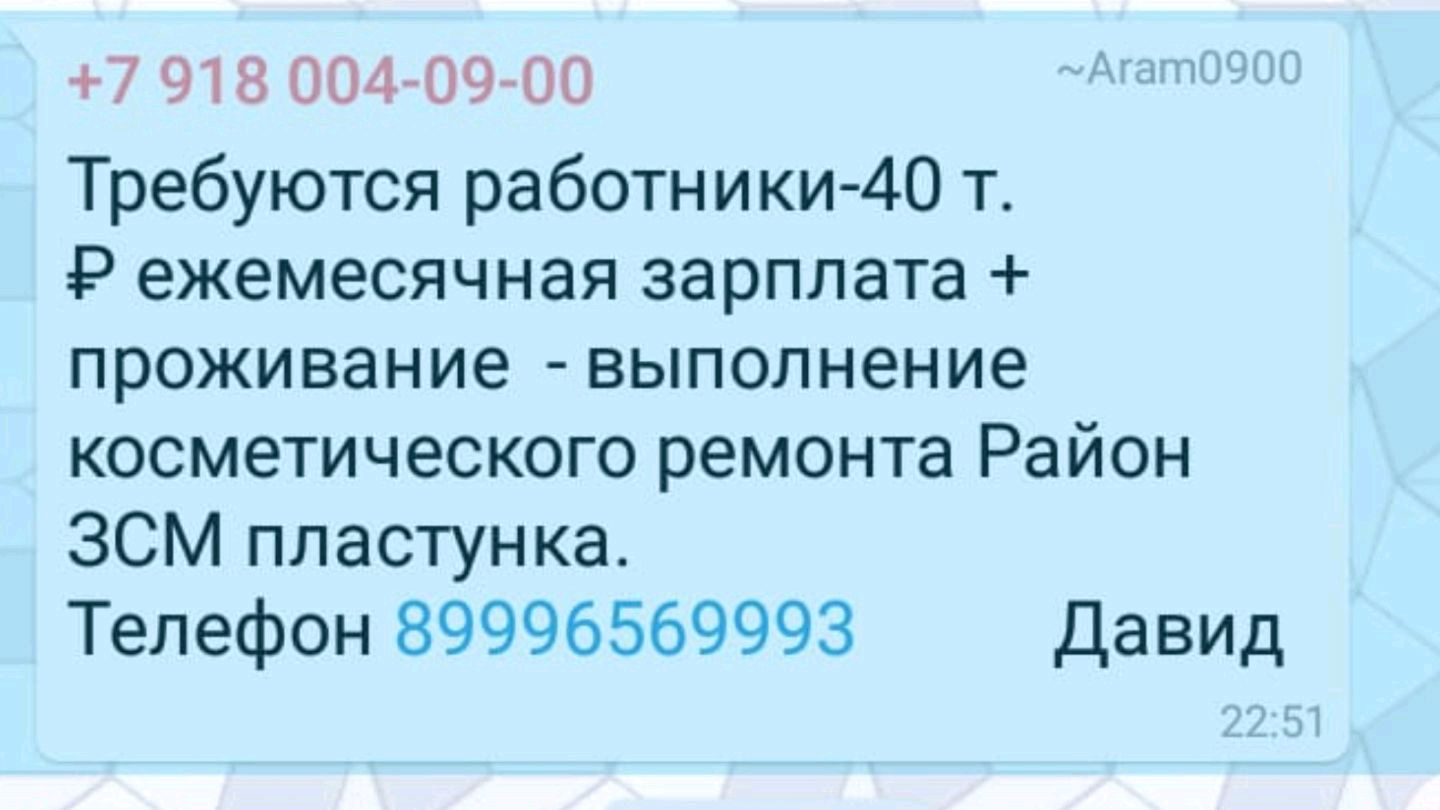 +7 918 004-09-00 ~Aram0900
Требуются работники-40 т.
₽ ежемесячная зарплата +
проживание - выполнение
косметического ремонта Район
ЗСМ пластунка.
Телефон 89996569993 Давид
22:51